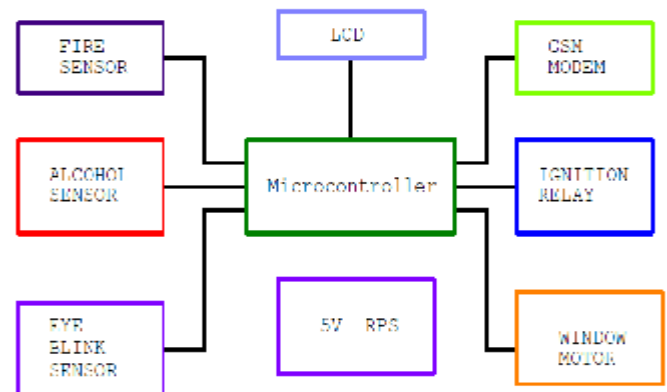 FIRE
SENSOR
LCD
GSM
MODEM
ALCOHOL
SENSOR
Microcontroller
IGNITION
RELAY
EYE
BLINK
SENSOR
5V RPS
WINDOW
MOTOR